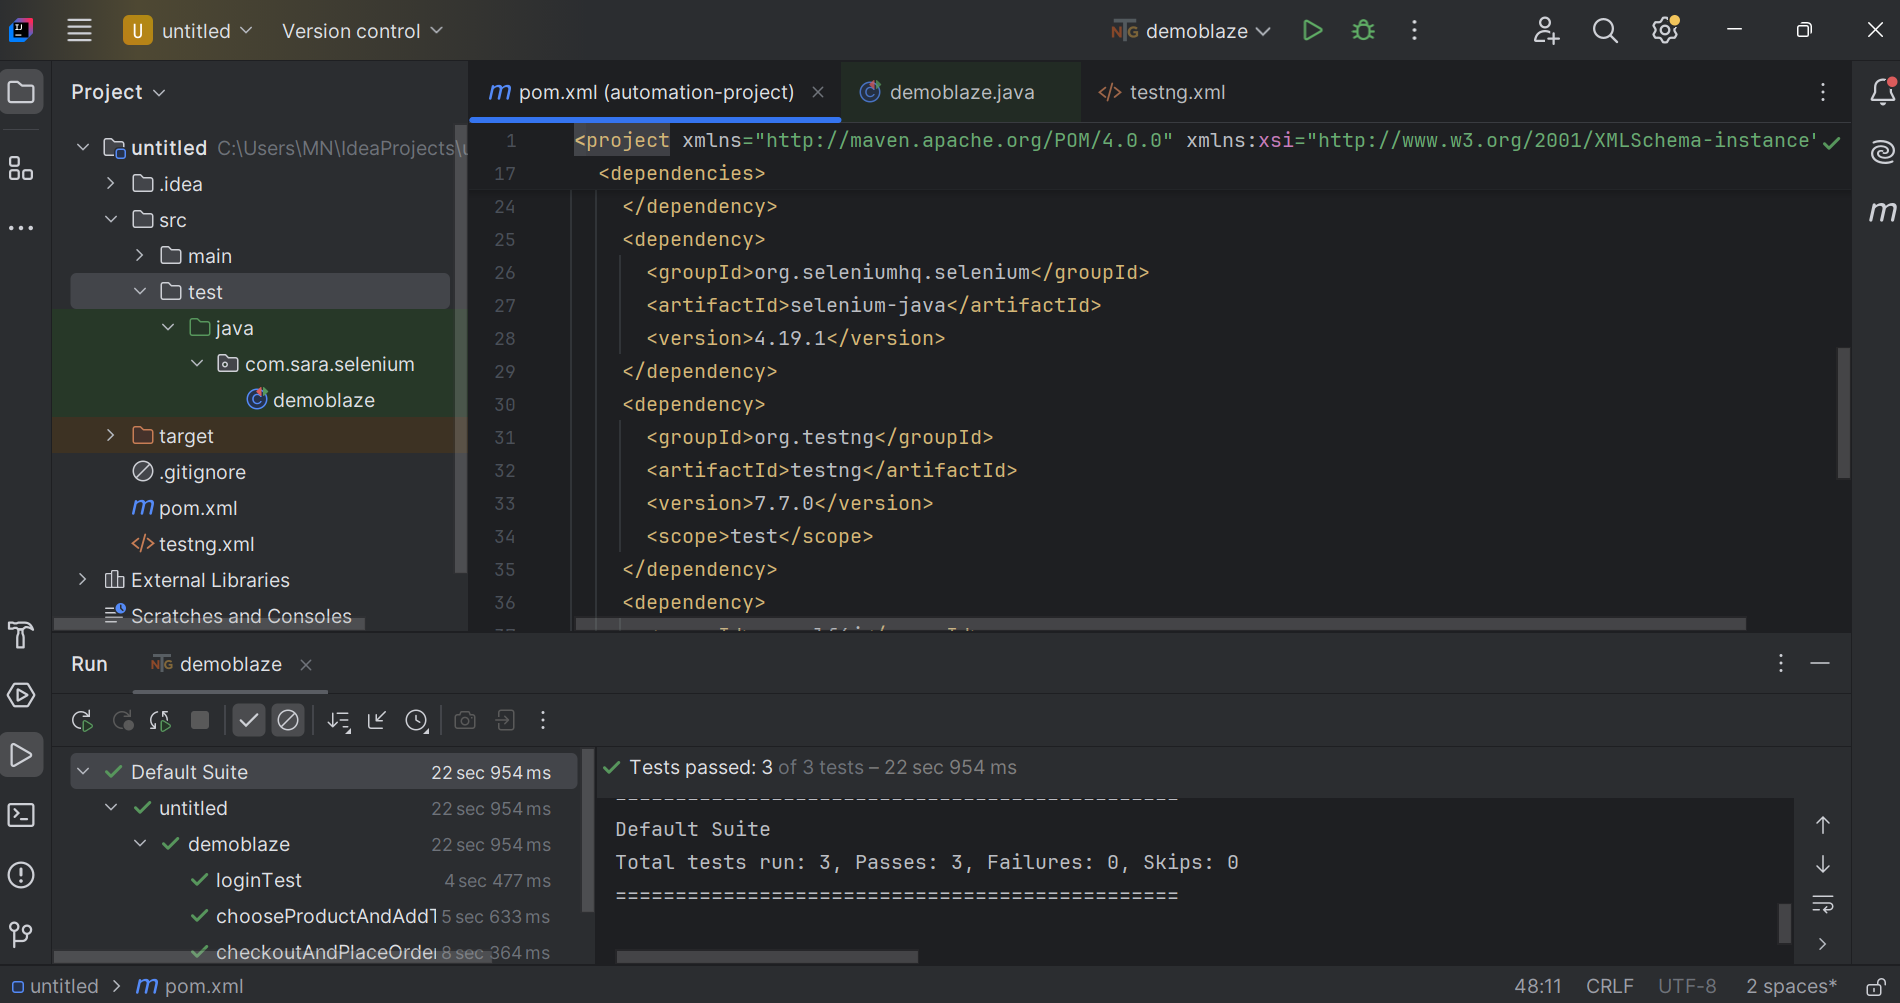 U untitled Version control demoblaze
Project
pom.xml (automation-project) demoblaze.java </> testng.xml
untitled C:\Users\MN\IdeaProjects\
.idea
src
main
test
java
com.sara.selenium
demoblaze
target
.gitignore
m pom.xml
</> testng.xml
External Libraries
Scratches and Consoles
1 <project xmlns="http://maven.apache.org/POM/4.0.0" xmlns:xsi="http://www.w3.org/2001/XMLSchema-instance"
17 <dependencies>
24 </dependency>
25 <dependency>
26 <groupId>org.seleniumhq.selenium</groupId>
27 <artifactId>selenium-java</artifactId>
28 <version>4.19.1</version>
29 </dependency>
30 <dependency>
31 <groupId>org.testng</groupId>
32 <artifactId>testng</artifactId>
33 <version>7.7.0</version>
34 <scope>test</scope>
35 </dependency>
36 <dependency>
Run demoblaze
Default Suite 22 sec 954 ms
untitled 22 sec 954 ms
demoblaze 22 sec 954 ms
loginTest 4 sec 477 ms
chooseProductAndAddT 5 sec 633 ms
checkoutAndPlaceOrder 8 sec 364 ms
Tests passed: 3 of 3 tests – 22 sec 954 ms
===============================================
Default Suite
Total tests run: 3, Passes: 3, Failures: 0, Skips: 0
===============================================
untitled > m pom.xml 48:11 CRLF UTF-8 2 spaces*